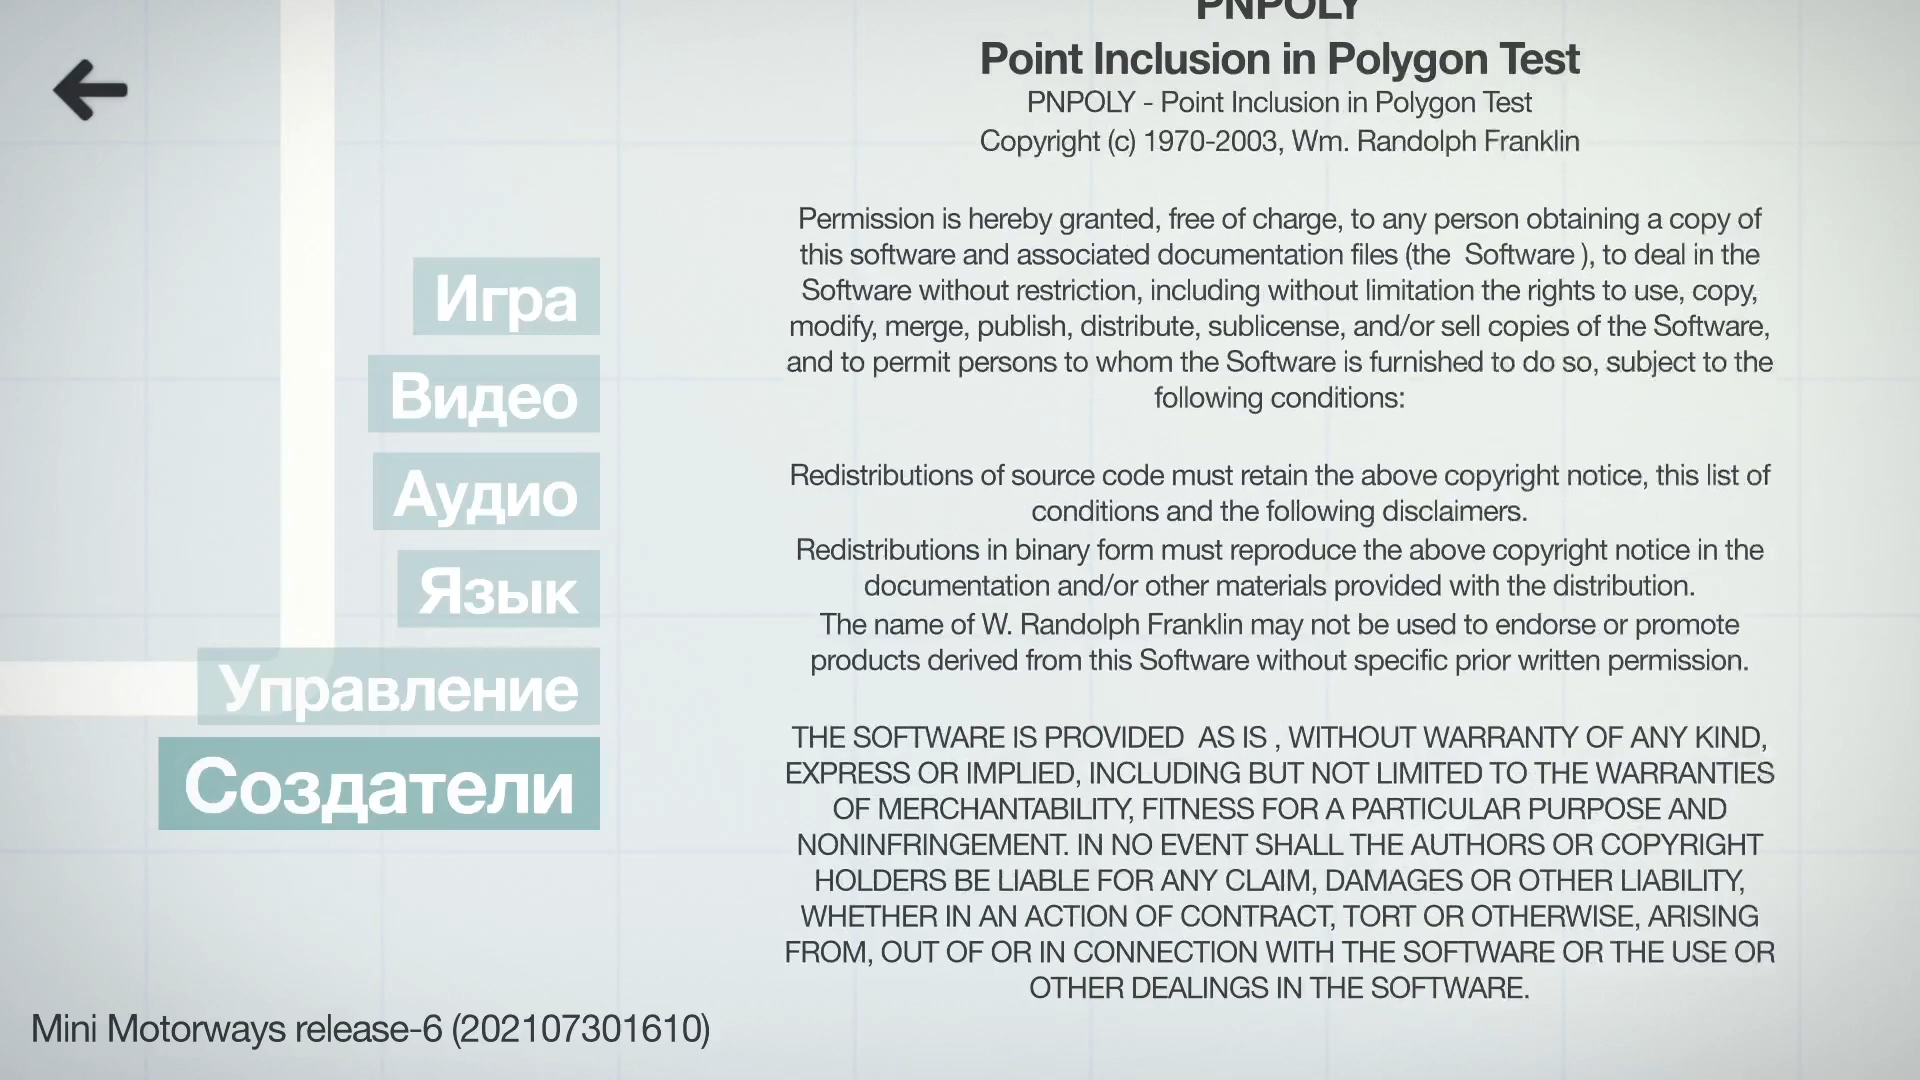 PNPOLY
Point Inclusion in Polygon Test
PNPOLY - Point Inclusion in Polygon Test
Copyright (c) 1970-2003, Wm. Randolph Franklin
Permission is hereby granted, free of charge, to any person obtaining a copy of
this software and associated documentation files (the  Software ), to deal in the
Software without restriction, including without limitation the rights to use, copy,
modify, merge, publish, distribute, sublicense, and/or sell copies of the Software,
and to permit persons to whom the Software is furnished to do so, subject to the
following conditions:
Redistributions of source code must retain the above copyright notice, this list of
conditions and the following disclaimers.
Redistributions in binary form must reproduce the above copyright notice in the
documentation and/or other materials provided with the distribution.
The name of W. Randolph Franklin may not be used to endorse or promote
products derived from this Software without specific prior written permission.
THE SOFTWARE IS PROVIDED  AS IS , WITHOUT WARRANTY OF ANY KIND,
EXPRESS OR IMPLIED, INCLUDING BUT NOT LIMITED TO THE WARRANTIES
OF MERCHANTABILITY, FITNESS FOR A PARTICULAR PURPOSE AND
NONINFRINGEMENT. IN NO EVENT SHALL THE AUTHORS OR COPYRIGHT
HOLDERS BE LIABLE FOR ANY CLAIM, DAMAGES OR OTHER LIABILITY,
WHETHER IN AN ACTION OF CONTRACT, TORT OR OTHERWISE, ARISING
FROM, OUT OF OR IN CONNECTION WITH THE SOFTWARE OR THE USE OR
OTHER DEALINGS IN THE SOFTWARE.
Игра
Видео
Аудио
Язык
Управление
Создатели
Mini Motorways release-6 (202107301610)